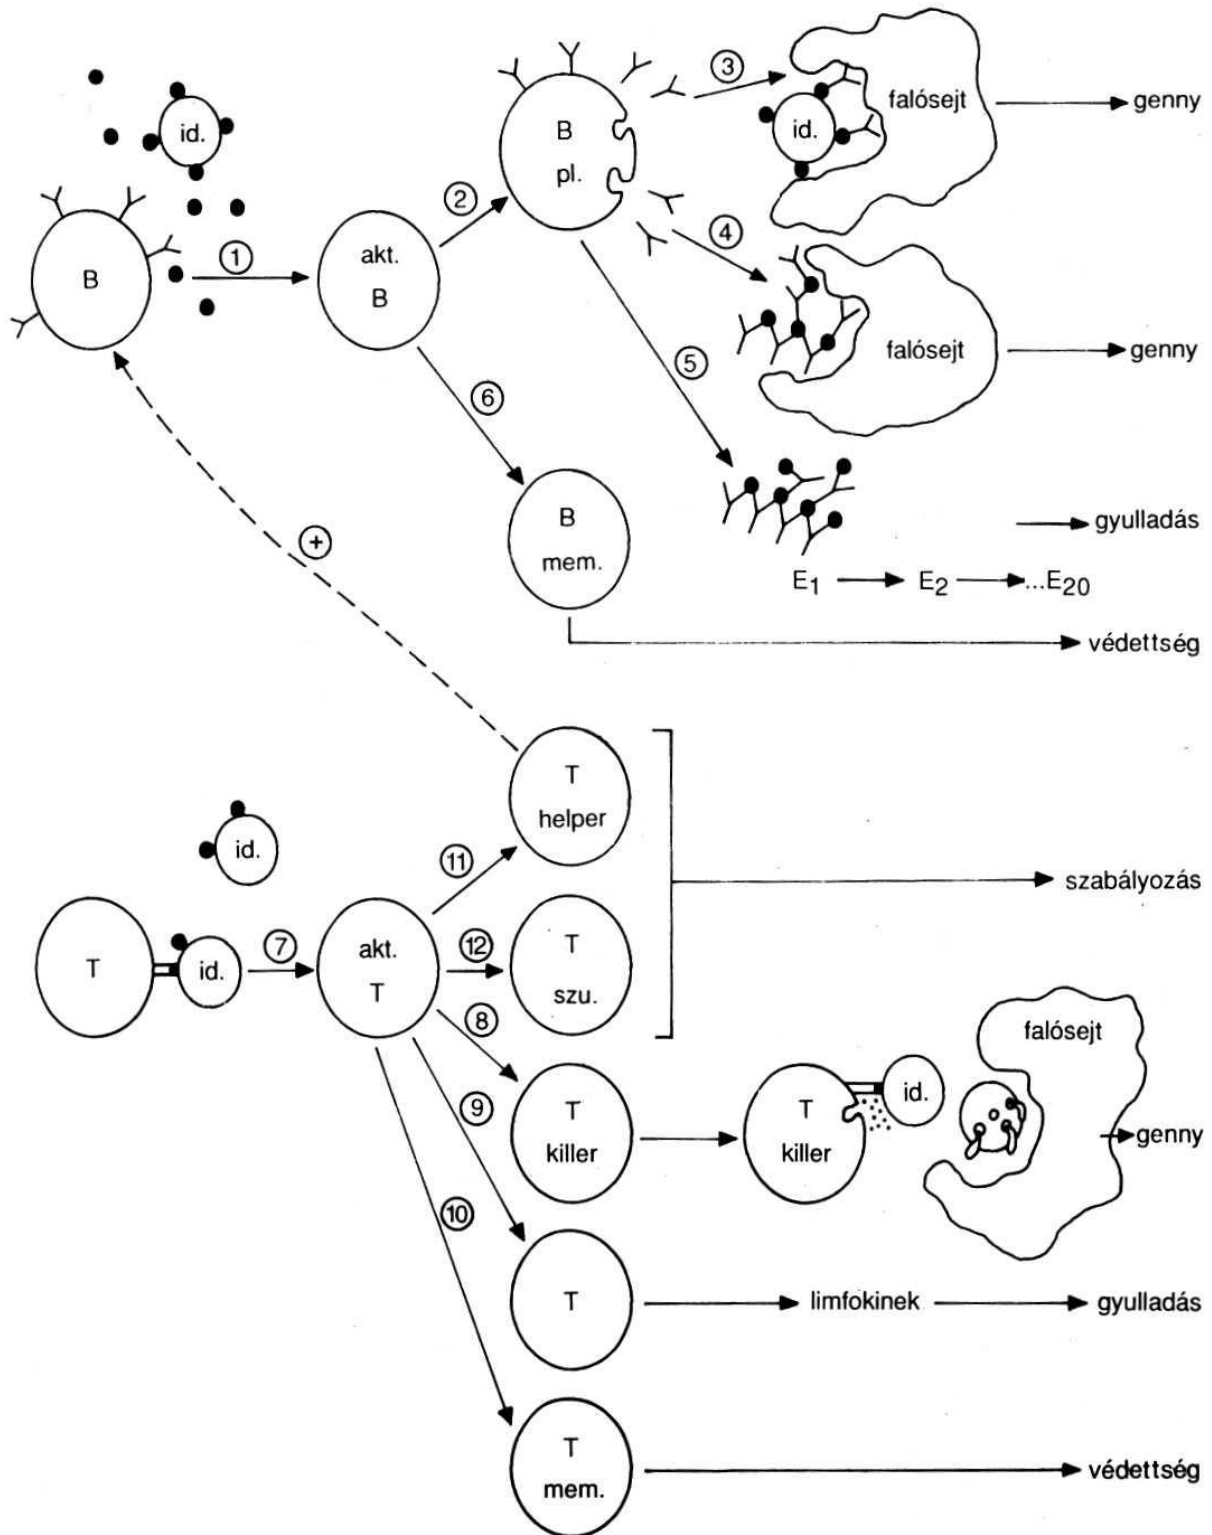 ③
falósejt
genny
id.
id.
B
pl.
②
④
①
akt.
B
B
falósejt
genny
⑤
⑥
B
mem.
gyulladás
+
E1 E2 ...E20
védettség
T
helper
id.
⑪
szabályozás
T
id.
⑦
akt.
T
⑫
T
szu.
⑧
falósejt
⑨
T
killer
T
killer
id.
genny
⑩
T
limfokinek
gyulladás
T
mem.
védettség